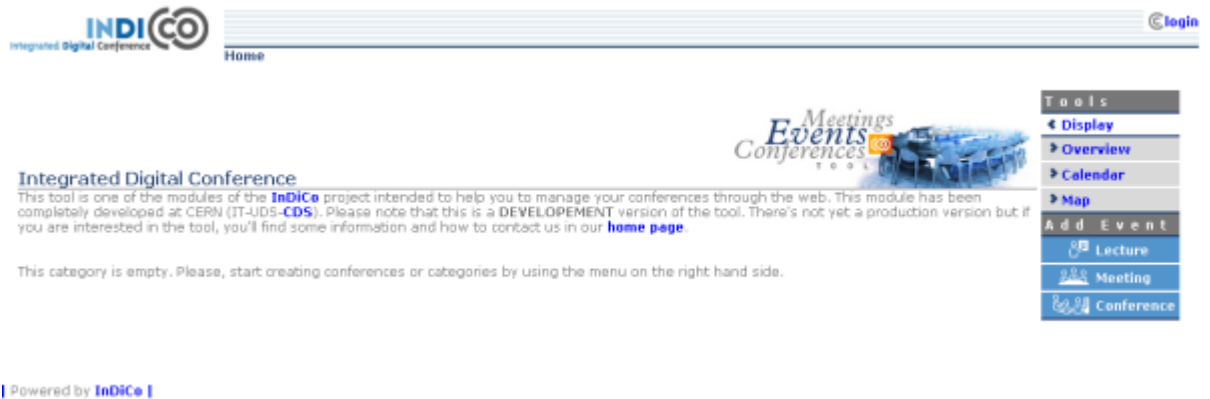 INDICO
Integrated Digital Conference
login
Home
Meetings
Events
Conferences
TOOL
Tools
Display
Overview
Calendar
Map
Add Event
Lecture
Meeting
Conference
Integrated Digital Conference
This tool is one of the modules of the InDiCo project intended to help you to manage your conferences through the web. This module has been
completely developed at CERN (IT-UDS-CDS). Please note that this is a DEVELOPEMENT version of the tool. There's not yet a production version but if
you are interested in the tool, you'll find some information and how to contact us in our home page.
This category is empty. Please, start creating conferences or categories by using the menu on the right hand side.
| Powered by InDiCo |